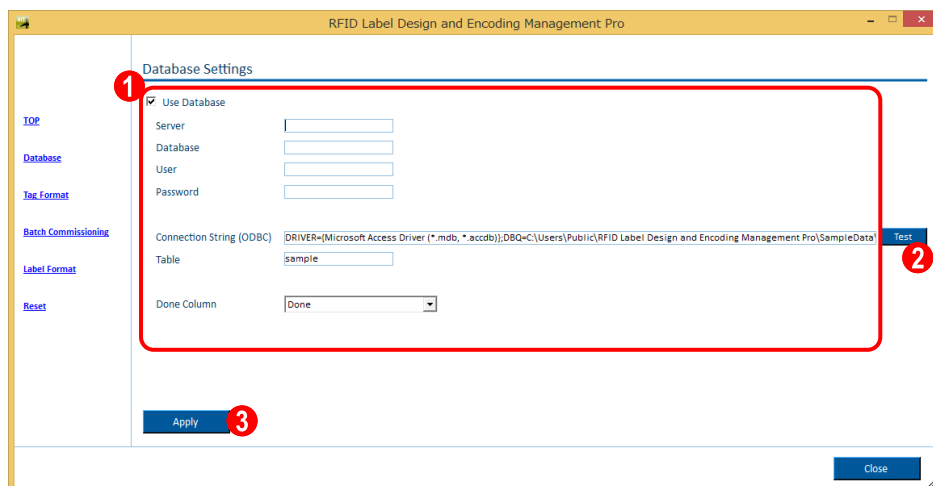 RFID Label Design and Encoding Management Pro
Database Settings
1
Use Database
TOP
Server
Database
Database
User
Tag Format
Password
Batch Commissioning
Connection String (ODBC) DRIVER={Microsoft Access Driver (*.mdb, *.accdb)};DBQ=C:\Users\Public\RFID Label Design and Encoding Management Pro\SampleData\ Test
2
Table sample
Label Format
Reset
Done Column Done
Apply 3
Close